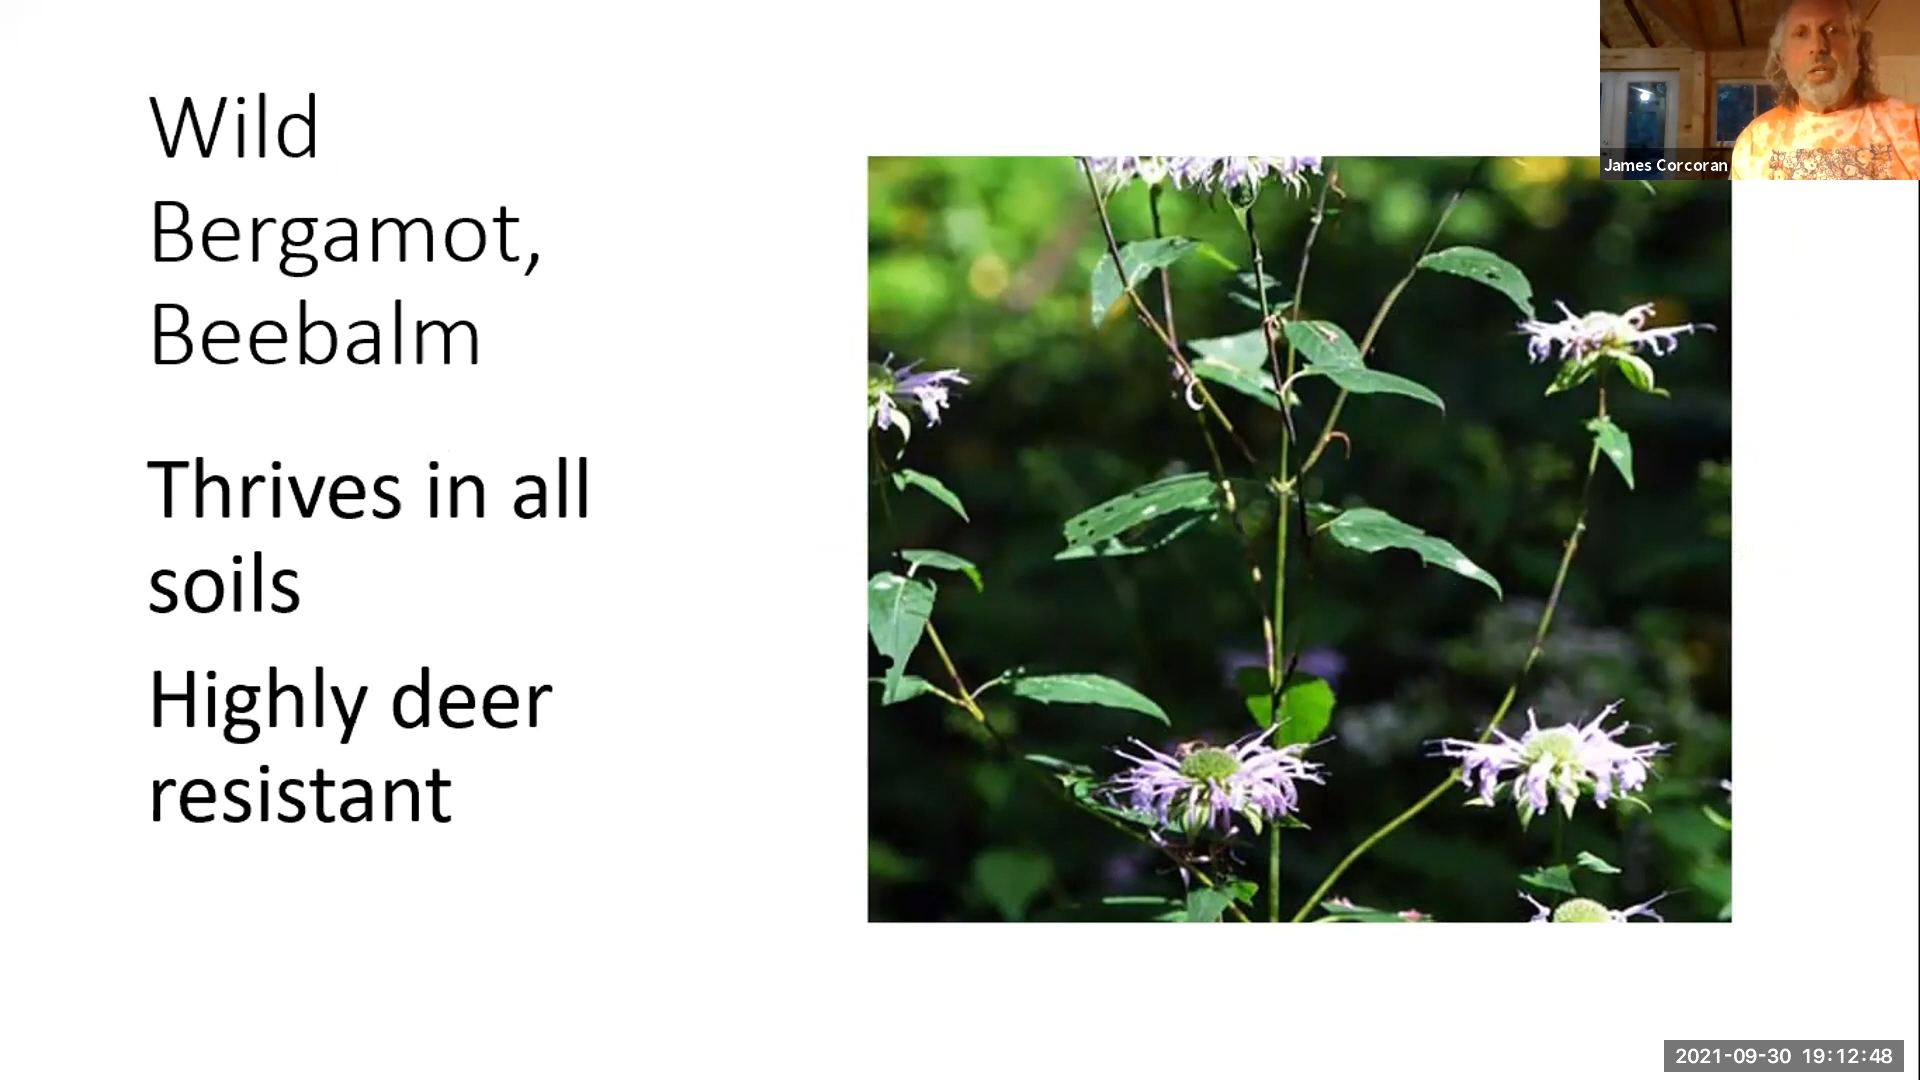 Wild
Bergamot,
Beebalm
Thrives in all
soils
Highly deer
resistant
James Corcoran
2021-09-30 19:12:48